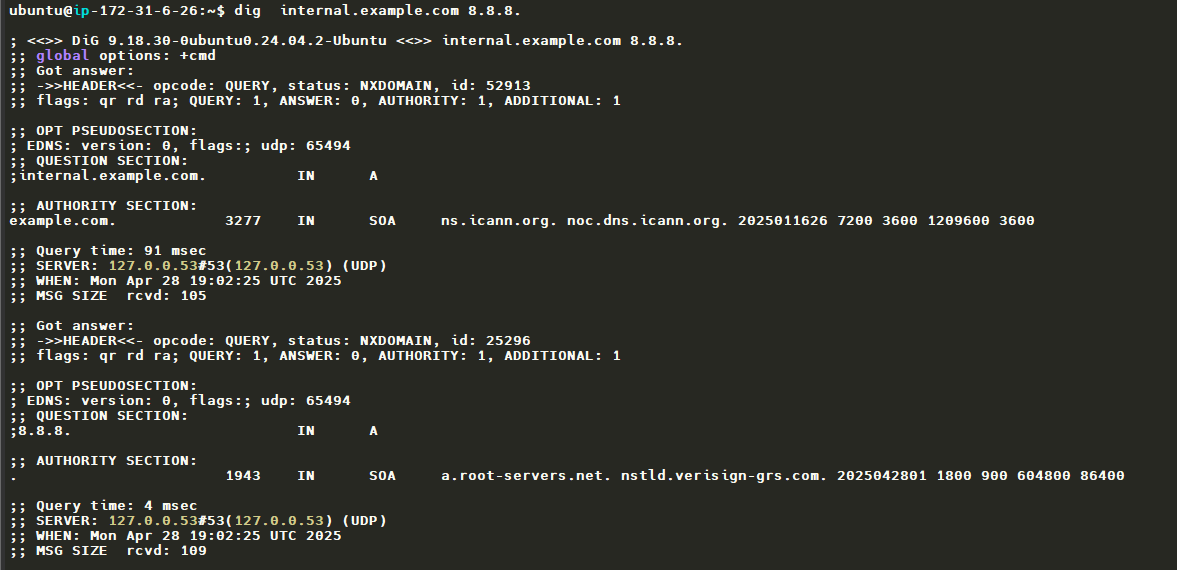 ubuntu@ip-172-31-6-26:~$ dig  internal.example.com 8.8.8.

; <<>> DiG 9.18.30-0ubuntu0.24.04.2-Ubuntu <<>> internal.example.com 8.8.8.
;; global options: +cmd
;; Got answer:
;; ->>HEADER<<- opcode: QUERY, status: NXDOMAIN, id: 52913
;; flags: qr rd ra; QUERY: 1, ANSWER: 0, AUTHORITY: 1, ADDITIONAL: 1

;; OPT PSEUDOSECTION:
; EDNS: version: 0, flags:; udp: 65494
;; QUESTION SECTION:
;internal.example.com.          IN      A

;; AUTHORITY SECTION:
example.com.            3277    IN      SOA     ns.icann.org. noc.dns.icann.org. 2025011626 7200 3600 1209600 3600

;; Query time: 91 msec
;; SERVER: 127.0.0.53#53(127.0.0.53) (UDP)
;; WHEN: Mon Apr 28 19:02:25 UTC 2025
;; MSG SIZE  rcvd: 105

;; Got answer:
;; ->>HEADER<<- opcode: QUERY, status: NXDOMAIN, id: 25296
;; flags: qr rd ra; QUERY: 1, ANSWER: 0, AUTHORITY: 1, ADDITIONAL: 1

;; OPT PSEUDOSECTION:
; EDNS: version: 0, flags:; udp: 65494
;; QUESTION SECTION:
;8.8.8.                         IN      A

;; AUTHORITY SECTION:
.                       1943    IN      SOA     a.root-servers.net. nstld.verisign-grs.com. 2025042801 1800 900 604800 86400

;; Query time: 4 msec
;; SERVER: 127.0.0.53#53(127.0.0.53) (UDP)
;; WHEN: Mon Apr 28 19:02:25 UTC 2025
;; MSG SIZE  rcvd: 109